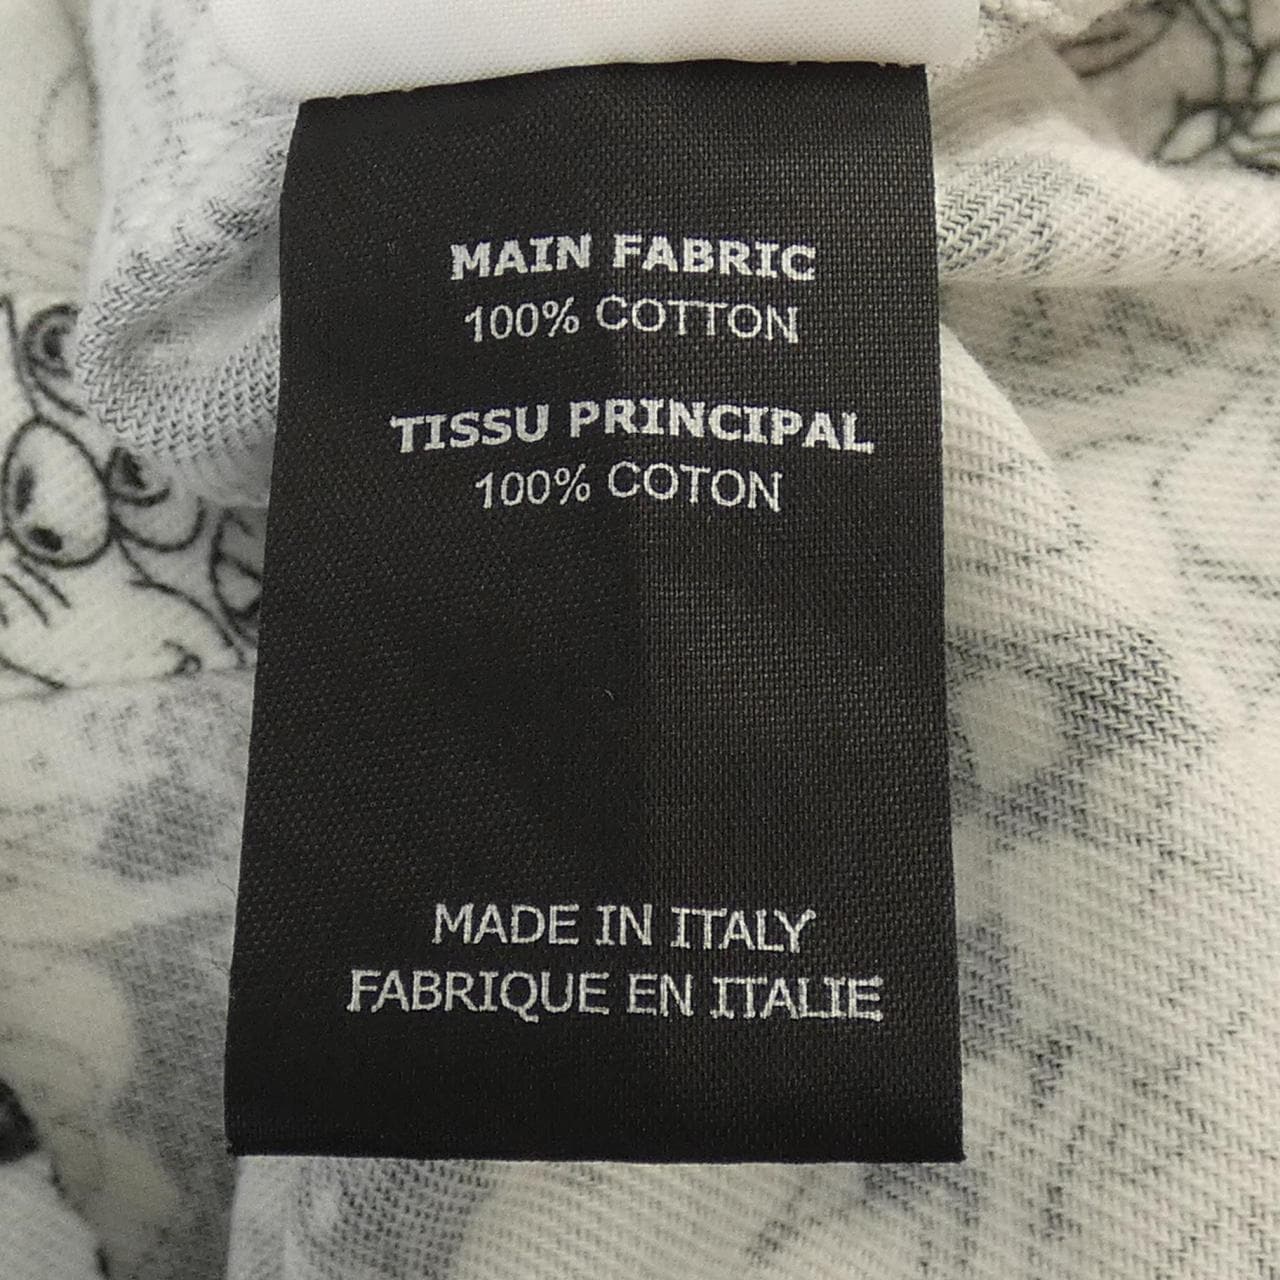 MAIN FABRIC
100% COTTON
TISSU PRINCIPAL
100% COTON
MADE IN ITALY
FABRIQUE EN ITALIE